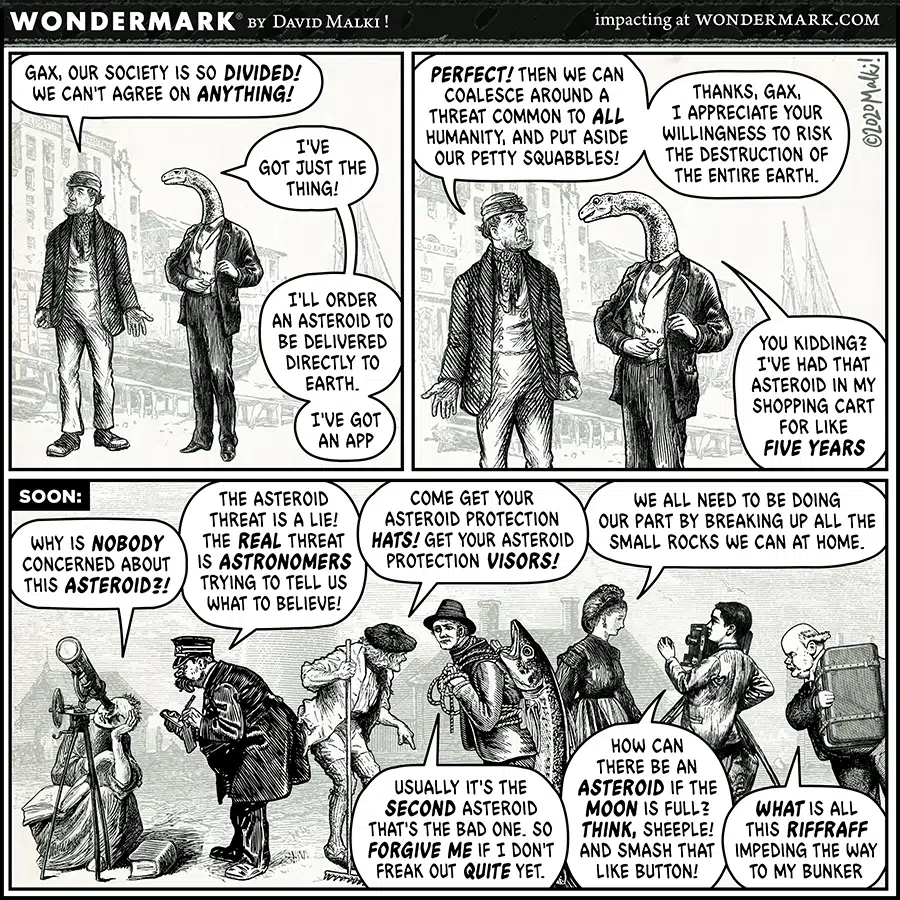 WONDERMARK® BY DAVID MALKI !
impacting at WONDERMARK.COM
GAX, OUR SOCIETY IS SO DIVIDED!
WE CAN'T AGREE ON ANYTHING!
I'VE
GOT JUST THE
THING!
I'LL ORDER
AN ASTEROID TO
BE DELIVERED
DIRECTLY TO
EARTH.
I'VE GOT
AN APP
PERFECT! THEN WE CAN
COALESCE AROUND A
THREAT COMMON TO ALL
HUMANITY, AND PUT ASIDE
OUR PETTY SQUABBLES!
THANKS, GAX,
I APPRECIATE YOUR
WILLINGNESS TO RISK
THE DESTRUCTION OF
THE ENTIRE EARTH.
©2020 Malki!
YOU KIDDING?
I'VE HAD THAT
ASTEROID IN MY
SHOPPING CART
FOR LIKE
FIVE YEARS
SOON:
WHY IS NOBODY
CONCERNED ABOUT
THIS ASTEROID?!
THE ASTEROID
THREAT IS A LIE!
THE REAL THREAT
IS ASTRONOMERS
TRYING TO TELL US
WHAT TO BELIEVE!
COME GET YOUR
ASTEROID PROTECTION
HATS! GET YOUR ASTEROID
PROTECTION VISORS!
USUALLY IT'S THE
SECOND ASTEROID
THAT'S THE BAD ONE. SO
FORGIVE ME IF I DON'T
FREAK OUT QUITE YET.
WE ALL NEED TO BE DOING
OUR PART BY BREAKING UP ALL THE
SMALL ROCKS WE CAN AT HOME.
HOW CAN
THERE BE AN
ASTEROID IF THE
MOON IS FULL?
THINK, SHEEPLE!
AND SMASH THAT
LIKE BUTTON!
WHAT IS ALL
THIS RIFFRAFF
IMPEDING THE WAY
TO MY BUNKER